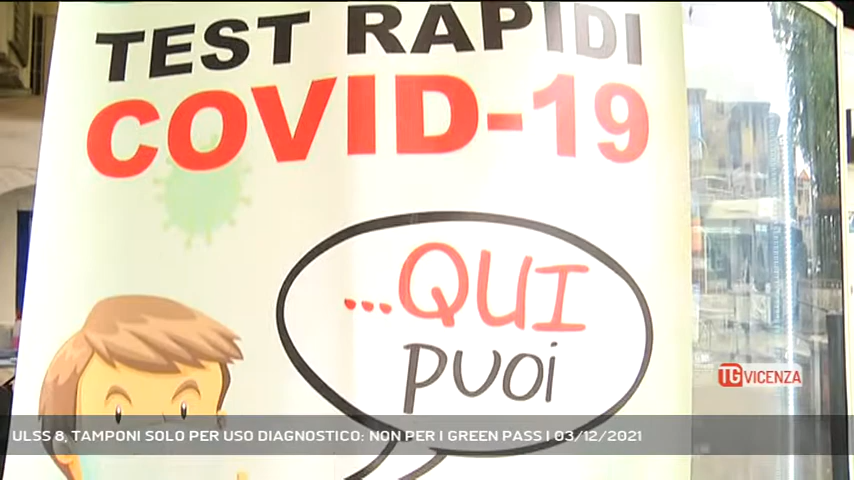 TEST RAPIDI
COVID-19
...QUI
PUOI
TG VICENZA
ULSS 8, TAMPONI SOLO PER USO DIAGNOSTICO: NON PER I GREEN PASS | 03/12/2021